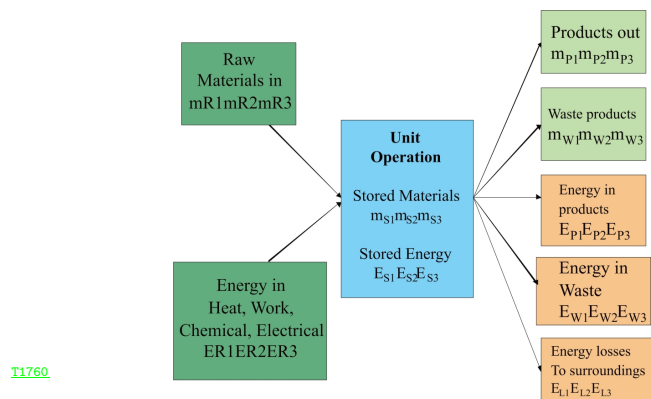 Raw
Materials in
mR1mR2mR3
Energy in
Heat, Work,
Chemical, Electrical
ER1ER2ER3
Unit
Operation
Stored Materials
mS1mS2mS3
Stored Energy
ES1ES2ES3
Products out
mP1mP2mP3
Waste products
mW1mW2mW3
Energy in
products
EP1EP2EP3
Energy in
Waste
EW1EW2EW3
Energy losses
To surroundings
EL1EL2EL3
T1760